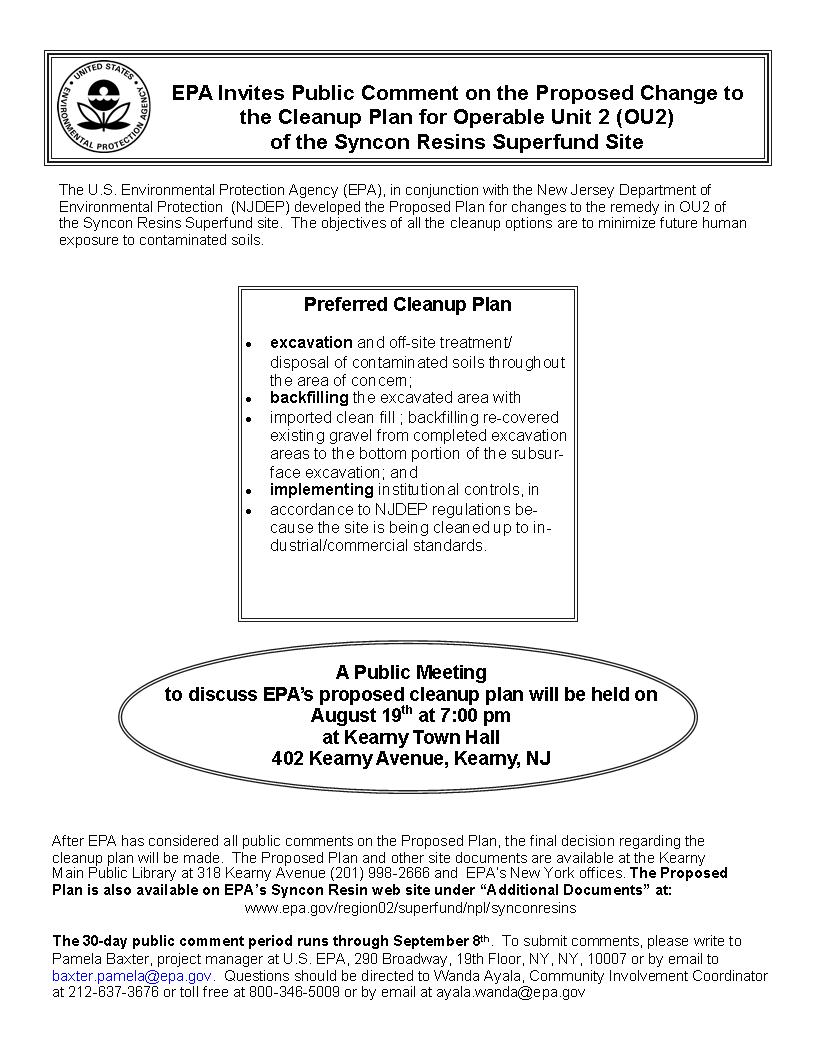 UNITED STATES
ENVIRONMENTAL PROTECTION AGENCY
EPA Invites Public Comment on the Proposed Change to
the Cleanup Plan for Operable Unit 2 (OU2)
of the Syncon Resins Superfund Site
The U.S. Environmental Protection Agency (EPA), in conjunction with the New Jersey Department of
Environmental Protection (NJDEP) developed the Proposed Plan for changes to the remedy in OU2 of
the Syncon Resins Superfund site. The objectives of all the cleanup options are to minimize future human
exposure to contaminated soils.
Preferred Cleanup Plan
● excavation and off-site treatment/
disposal of contaminated soils throughout
the area of concern;
● backfilling the excavated area with
● imported clean fill ; backfilling re-covered
existing gravel from completed excavation
areas to the bottom portion of the subsur-
face excavation; and
● implementing institutional controls, in
● accordance to NJDEP regulations be-
cause the site is being cleaned up to in-
dustrial/commercial standards.
A Public Meeting
to discuss EPA's proposed cleanup plan will be held on
August 19th at 7:00 pm
at Kearny Town Hall
402 Kearny Avenue, Kearny, NJ
After EPA has considered all public comments on the Proposed Plan, the final decision regarding the
cleanup plan will be made. The Proposed Plan and other site documents are available at the Kearny
Main Public Library at 318 Kearny Avenue (201) 998-2666 and EPA's New York offices. The Proposed
Plan is also available on EPA's Syncon Resin web site under “Additional Documents” at:
www.epa.gov/region02/superfund/npl/synconresins
The 30-day public comment period runs through September 8th. To submit comments, please write to
Pamela Baxter, project manager at U.S. EPA, 290 Broadway, 19th Floor, NY, NY, 10007 or by email to
baxter.pamela@epa.gov. Questions should be directed to Wanda Ayala, Community Involvement Coordinator
at 212-637-3676 or toll free at 800-346-5009 or by email at ayala.wanda@epa.gov